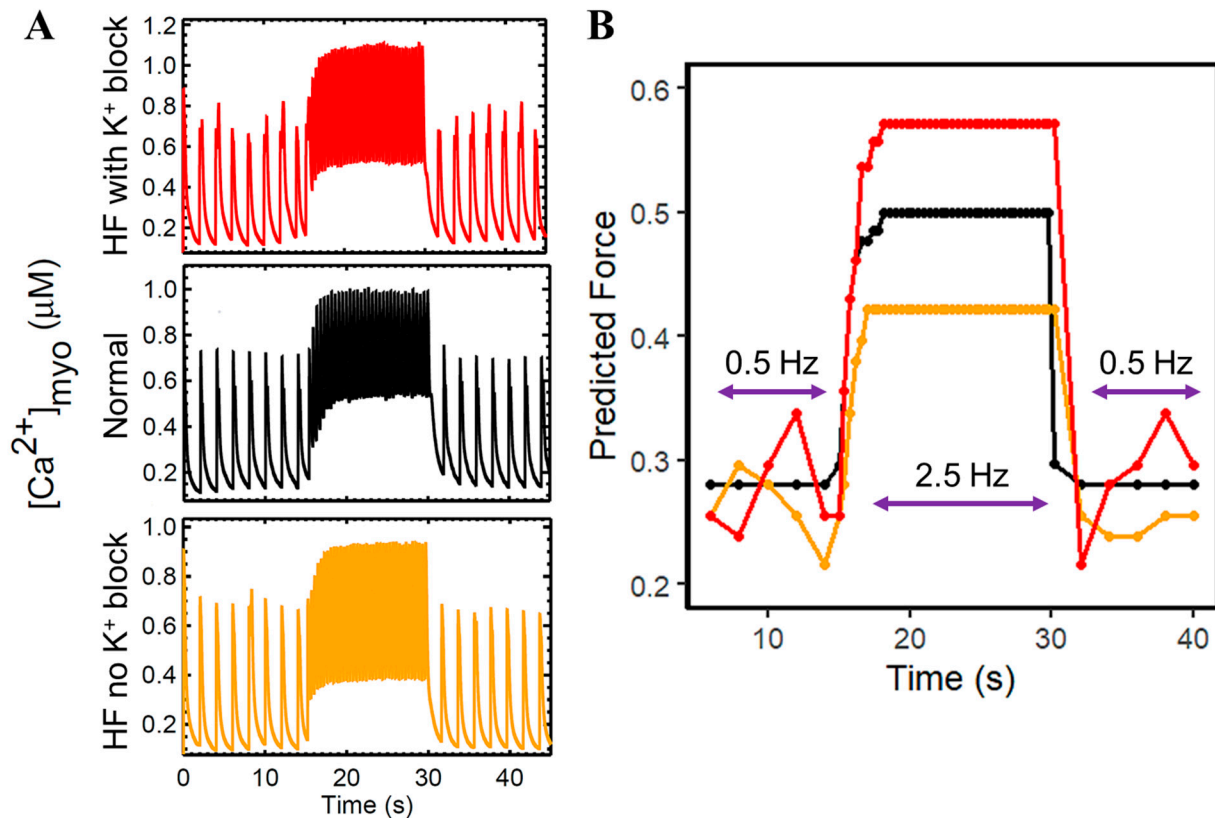 A
HF with K⁺ block
1.2
1.0
0.8
0.6
0.4
0.2
[Ca²⁺]myo (μM)
Normal
1.0
0.8
0.6
0.4
0.2
HF no K⁺ block
1.0
0.8
0.6
0.4
0.2
0 10 20 30 40
Time (s)
B
Predicted Force
0.6
0.5
0.4
0.3
0.2
0.5 Hz
0.5 Hz
2.5 Hz
10 20 30 40
Time (s)